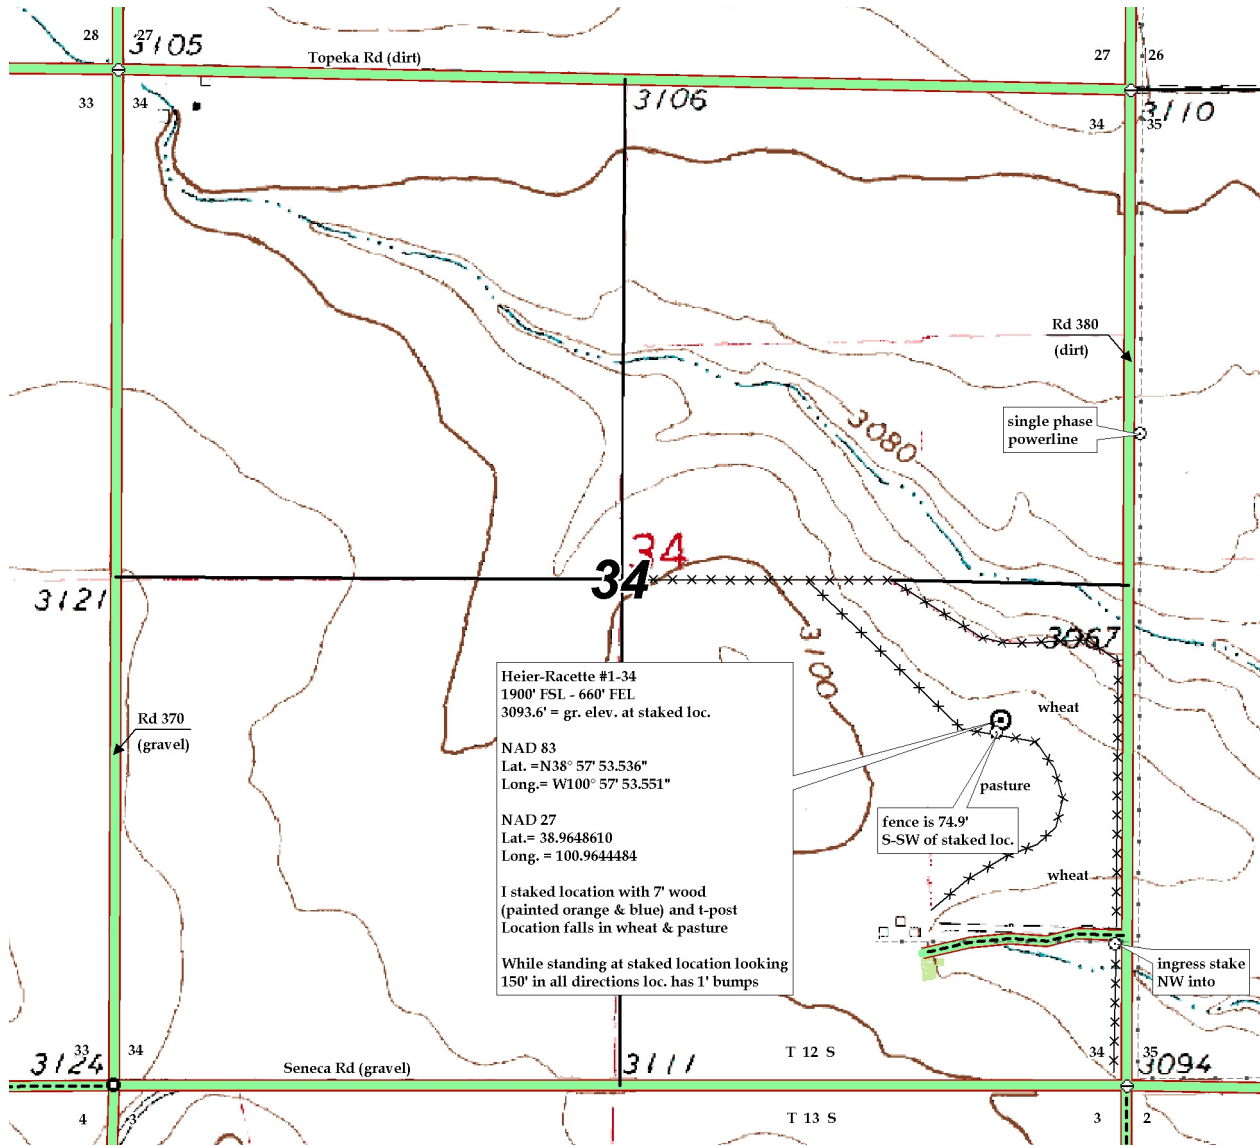 28
27
3105
Topeka Rd (dirt)
27
26
33
34
3106
34
35
3110
Rd 380
(dirt)
3080
single phase
powerline
34
34
3121
3067
3100
Heier-Racette #1-34
1900' FSL - 660' FEL
3093.6' = gr. elev. at staked loc.
NAD 83
Lat. =N38° 57' 53.536"
Long.= W100° 57' 53.551"
NAD 27
Lat.= 38.9648610
Long. = 100.9644484
I staked location with 7' wood
(painted orange & blue) and t-post
Location falls in wheat & pasture
While standing at staked location looking
150' in all directions loc. has 1' bumps
wheat
Rd 370
(gravel)
pasture
fence is 74.9'
S-SW of staked loc.
wheat
ingress stake
NW into
33
34
3124
Seneca Rd (gravel)
3111
T 12 S
34
35
3094
4
3
T 13 S
3
2